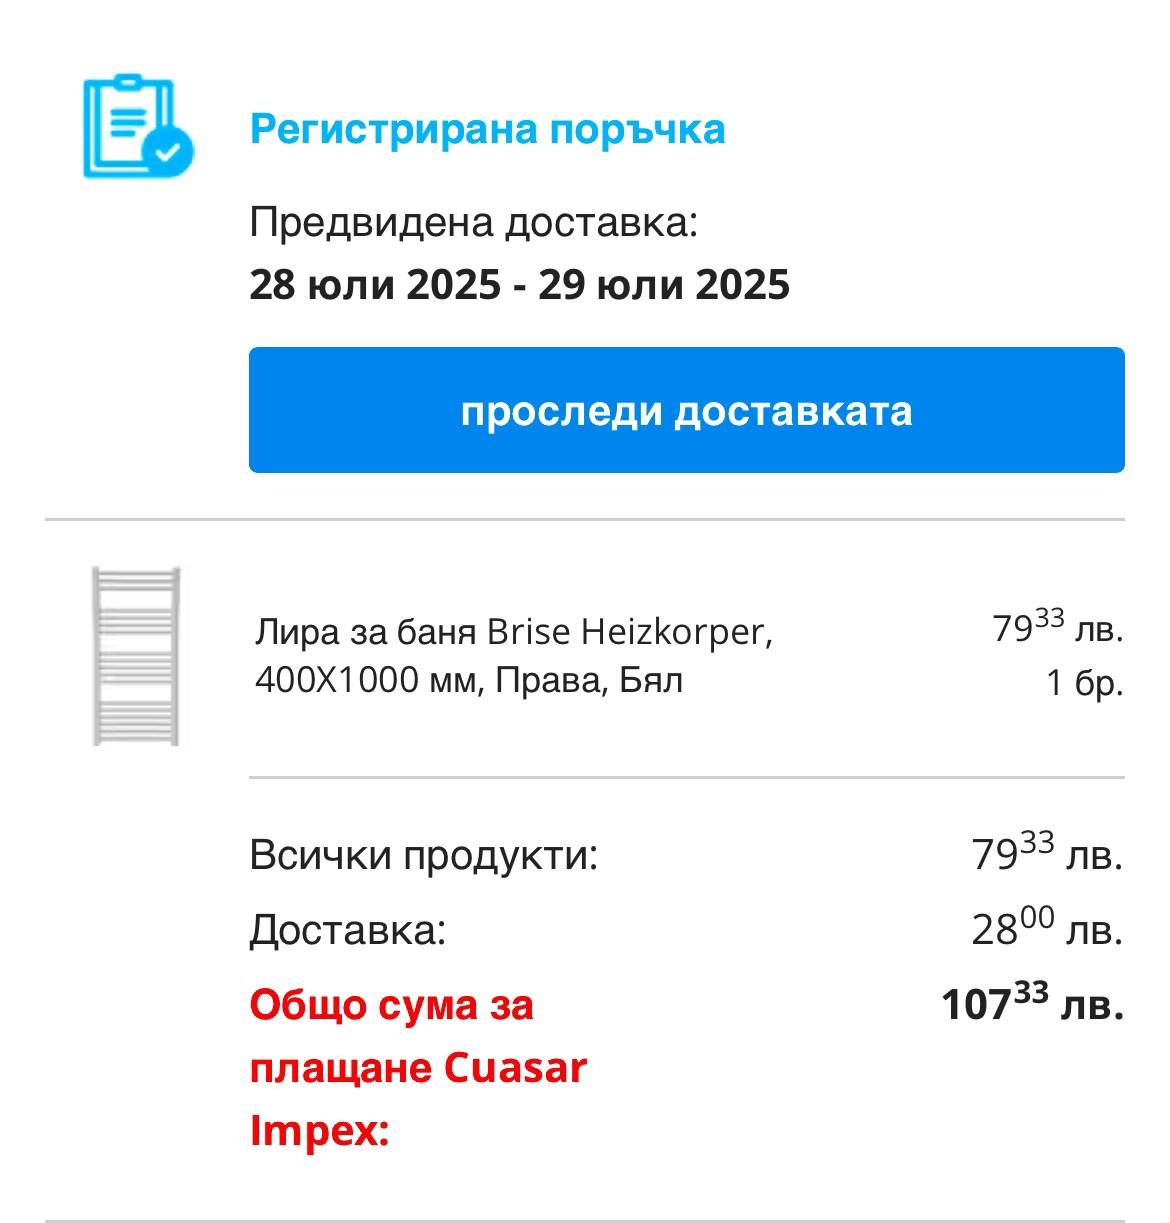 Регистрирана поръчка
Предвидена доставка:
28 юли 2025 - 29 юли 2025
проследи доставката
Лира за баня Brise Heizkorper, 79³³ лв.
400X1000 мм, Права, Бял 1 бр.
Всички продукти: 79³³ лв.
Доставка: 28⁰⁰ лв.
Общо сума за 107³³ лв.
плащане Cuasar
Impex: